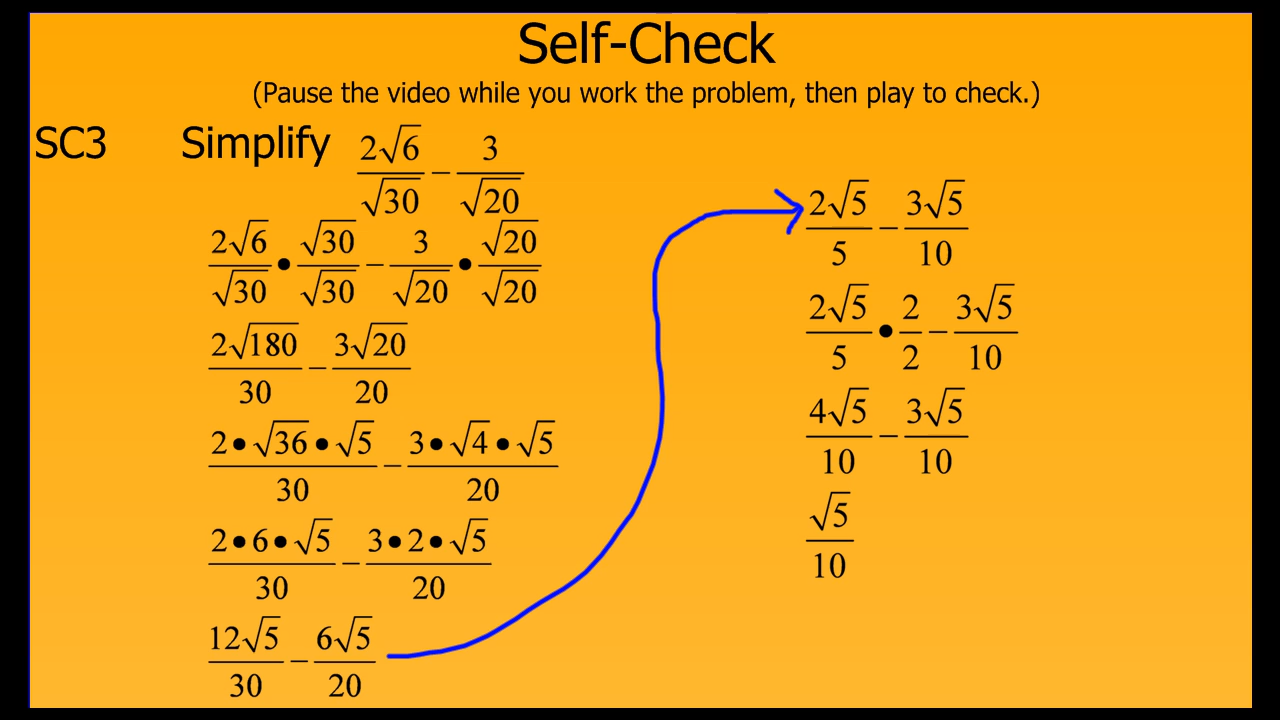 Self-Check
(Pause the video while you work the problem, then play to check.)
SC3 Simplify 2√6/√30 − 3/√20
2√6/√30 • √30/√30 − 3/√20 • √20/√20
2√180/30 − 3√20/20
2•√36•√5/30 − 3•√4•√5/20
2•6•√5/30 − 3•2•√5/20
12√5/30 − 6√5/20
2√5/5 − 3√5/10
2√5/5 • 2/2 − 3√5/10
4√5/10 − 3√5/10
√5/10